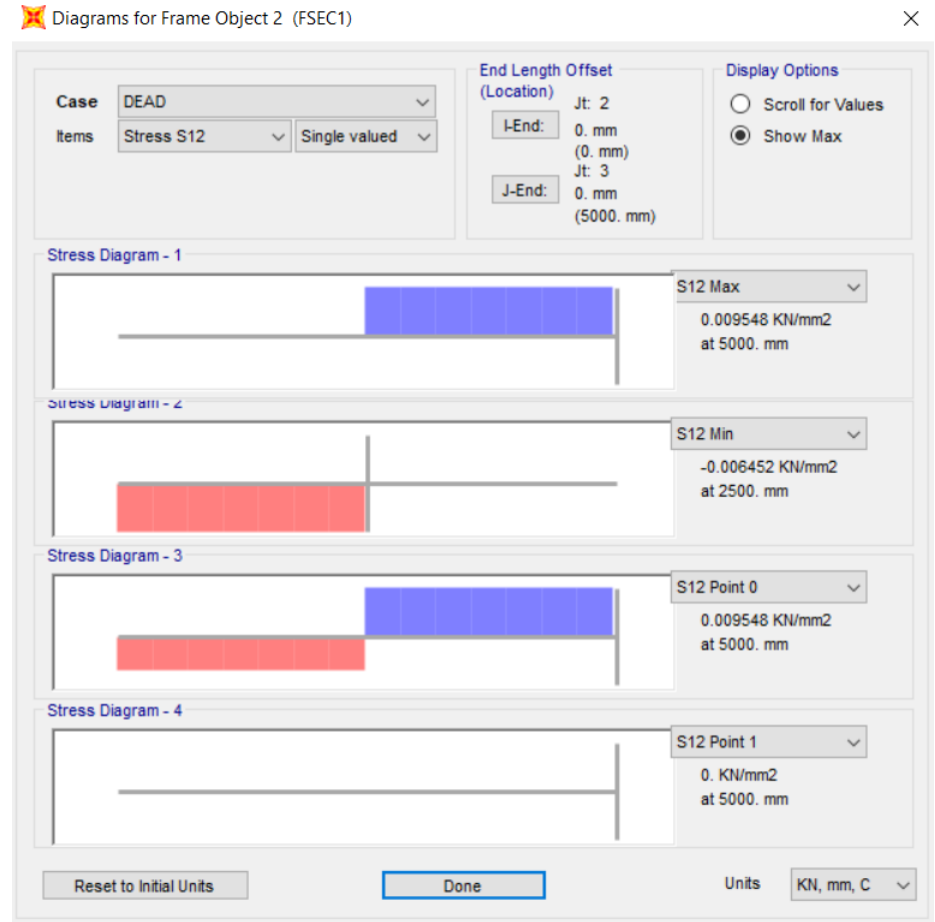 Diagrams for Frame Object 2 (FSEC1)
Case DEAD
Items Stress S12 Single valued
End Length Offset
(Location)
Jt: 2
I-End: 0. mm
(0. mm)
Jt: 3
J-End: 0. mm
(5000. mm)
Display Options
Scroll for Values
Show Max
Stress Diagram - 1
S12 Max
0.009548 KN/mm2
at 5000. mm
Stress Diagram - 2
S12 Min
-0.006452 KN/mm2
at 2500. mm
Stress Diagram - 3
S12 Point 0
0.009548 KN/mm2
at 5000. mm
Stress Diagram - 4
S12 Point 1
0. KN/mm2
at 5000. mm
Reset to Initial Units Done Units KN, mm, C